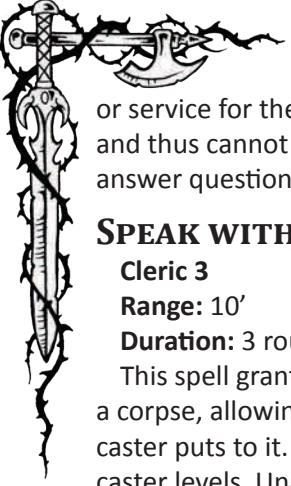 or service for the
and thus cannot
answer question
SPEAK WITH
Cleric 3
Range: 10’
Duration: 3 rou
This spell grant
a corpse, allowin
caster puts to it.
caster levels. Un